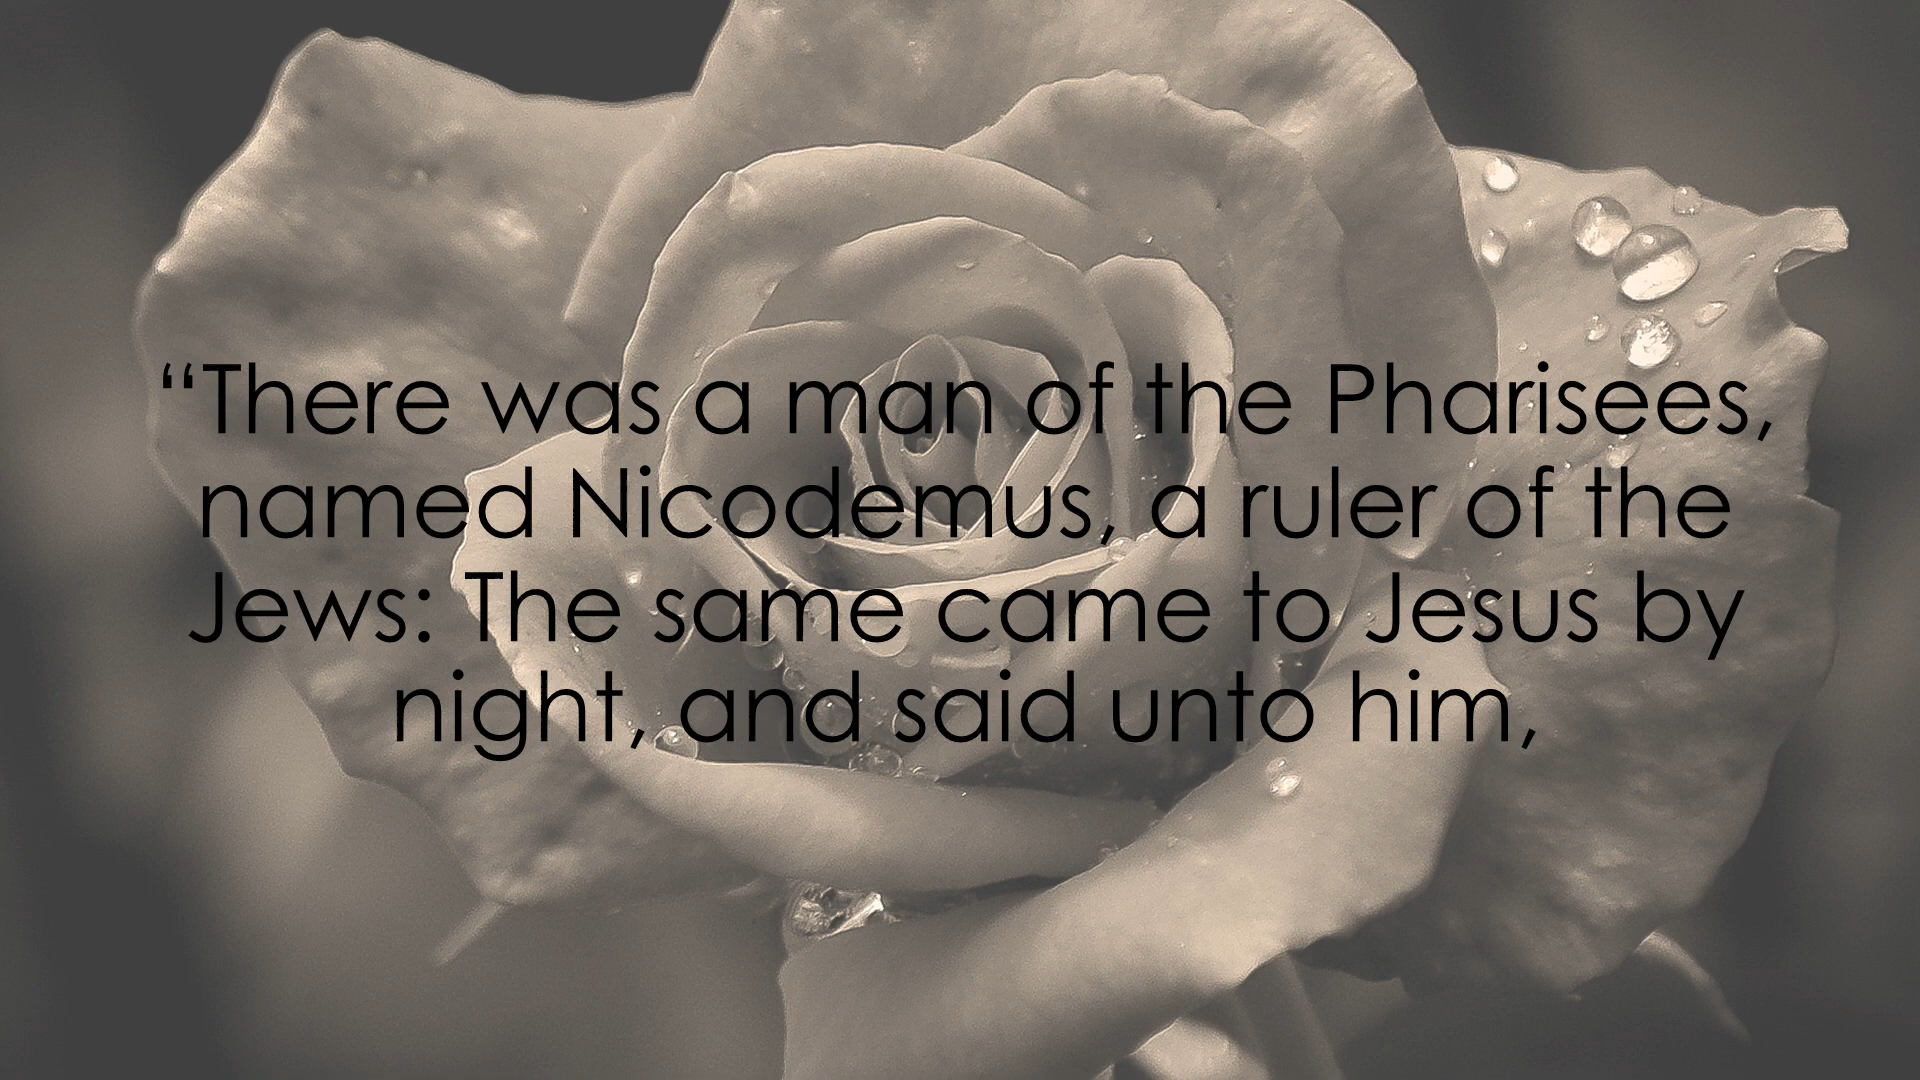 “There was a man of the Pharisees,
named Nicodemus, a ruler of the
Jews: The same came to Jesus by
night, and said unto him,